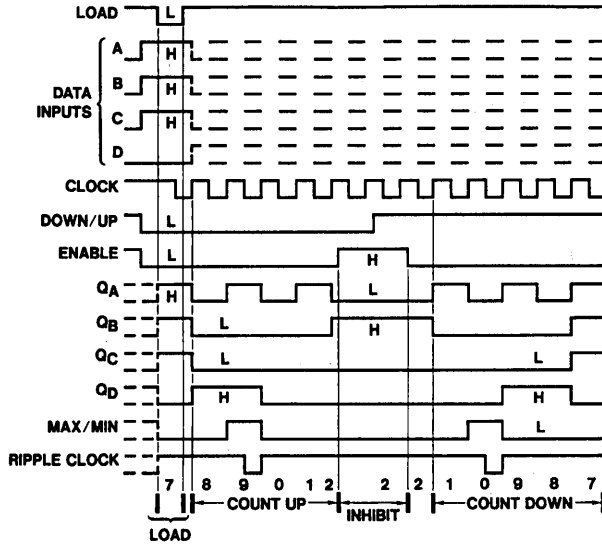 LOAD L
A H
B H
DATA INPUTS
C H
D
CLOCK
DOWN/UP L
ENABLE L H
QA H L
QB L H
QC L L
QD H H
MAX/MIN L
RIPPLE CLOCK
7 8 9 0 1 2 2 2 1 0 9 8 7
COUNT UP INHIBIT COUNT DOWN
LOAD